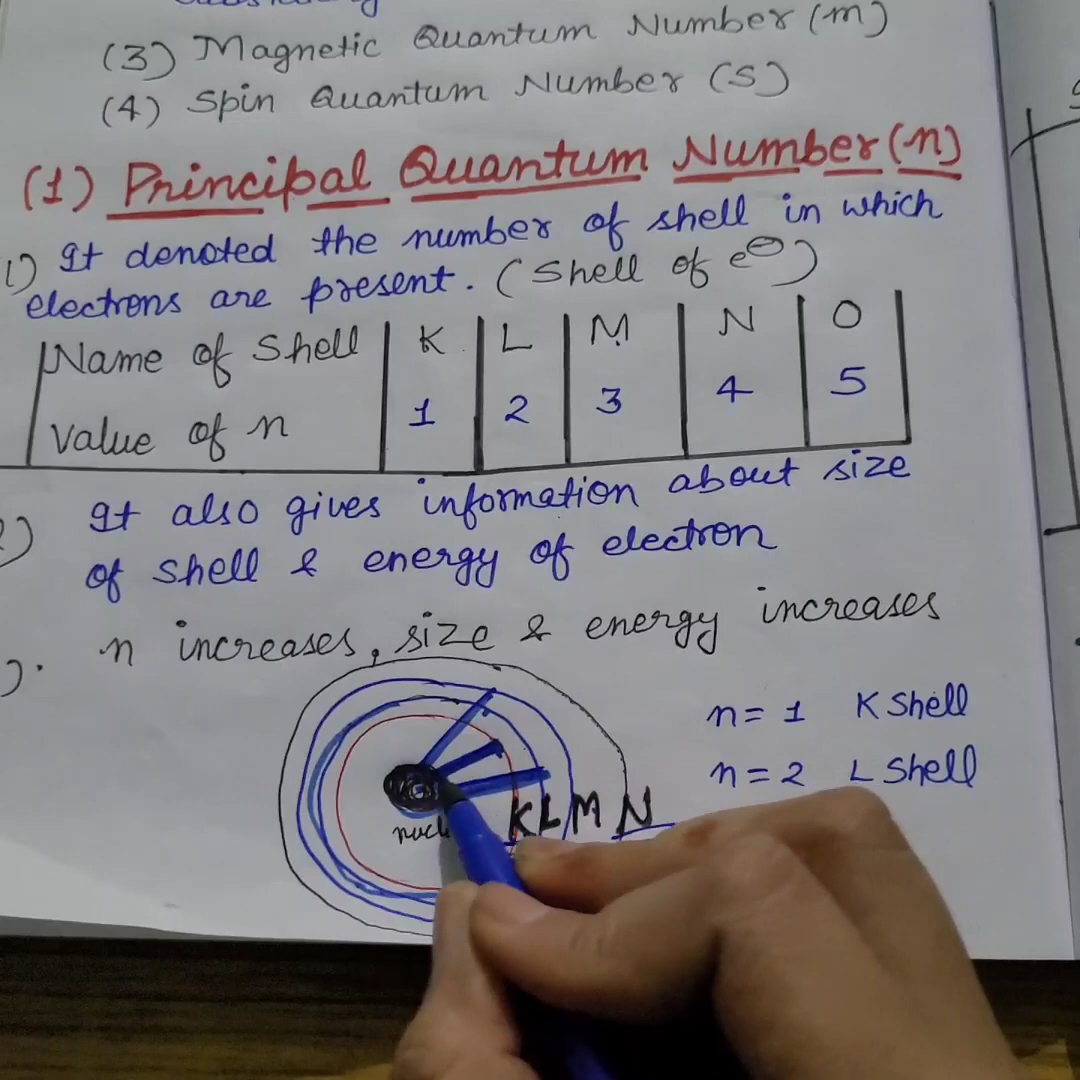 (3) Magnetic Quantum Number (m)
(4) Spin Quantum Number (S)
(1) Principal Quantum Number (n)
1) It denoted the number of shell in which
electrons are present. (Shell of e⊖)
Name of Shell K L M N O
Value of n 1 2 3 4 5
2) It also gives information about size
of shell & energy of electron
n increases, size & energy increases
n = 1 K Shell
n = 2 L Shell
K L M N